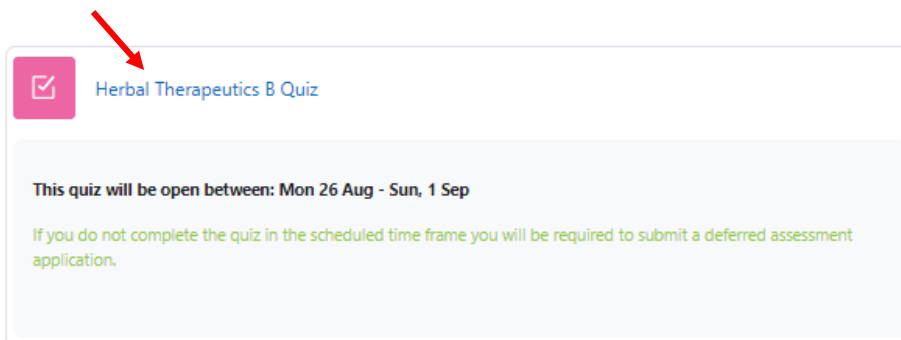 Herbal Therapeutics B Quiz
This quiz will be open between: Mon 26 Aug - Sun, 1 Sep
If you do not complete the quiz in the scheduled time frame you will be required to submit a deferred assessment
application.